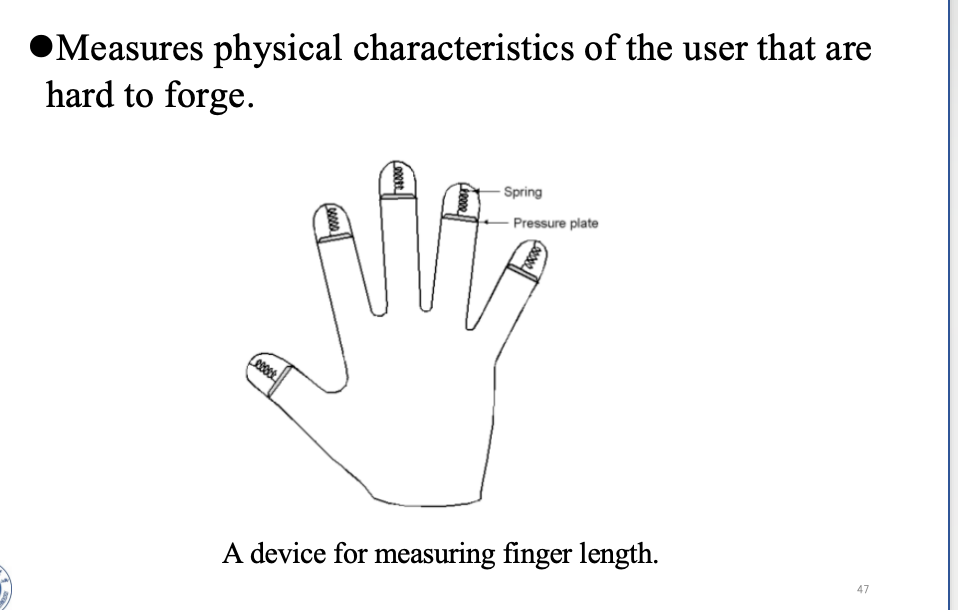 ●Measures physical characteristics of the user that are
hard to forge.
Spring
Pressure plate
A device for measuring finger length.
47